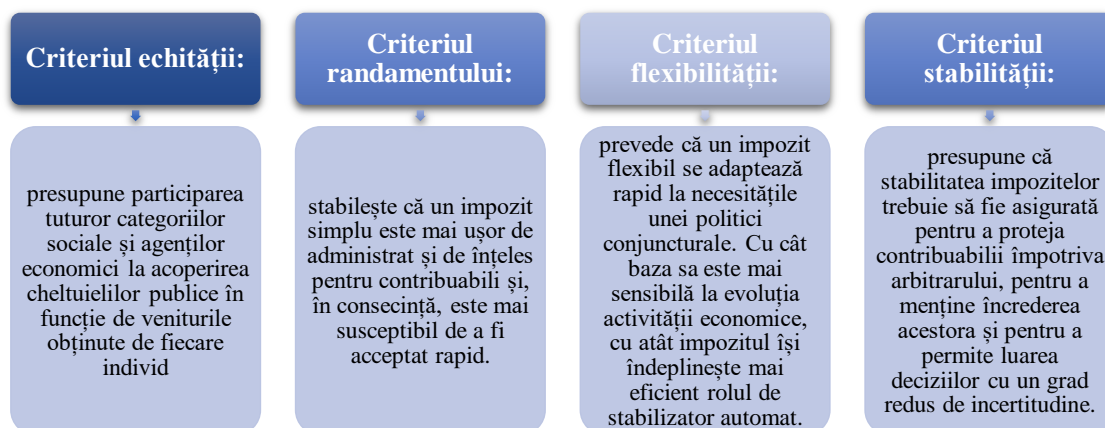 Criteriul echității:
presupune participarea
tuturor categoriilor
sociale și agenților
economici la acoperirea
cheltuielilor publice în
funcție de veniturile
obținute de fiecare
individ
Criteriul
randamentului:
stabilește că un impozit
simplu este mai ușor de
administrat și de înțeles
pentru contribuabili și,
în consecință, este mai
susceptibil de a fi
acceptat rapid.
Criteriul
flexibilității:
prevede că un impozit
flexibil se adaptează
rapid la necesitățile
unei politici
conjuncturale. Cu cât
baza sa este mai
sensibilă la evoluția
activității economice,
cu atât impozitul își
îndeplinește mai
eficient rolul de
stabilizator automat.
Criteriul
stabilității:
presupune că
stabilitatea impozitelor
trebuie să fie asigurată
pentru a proteja
contribuabilii împotriva
arbitrarului, pentru a
menține încrederea
acestora și pentru a
permite luarea
deciziilor cu un grad
redus de incertitudine.